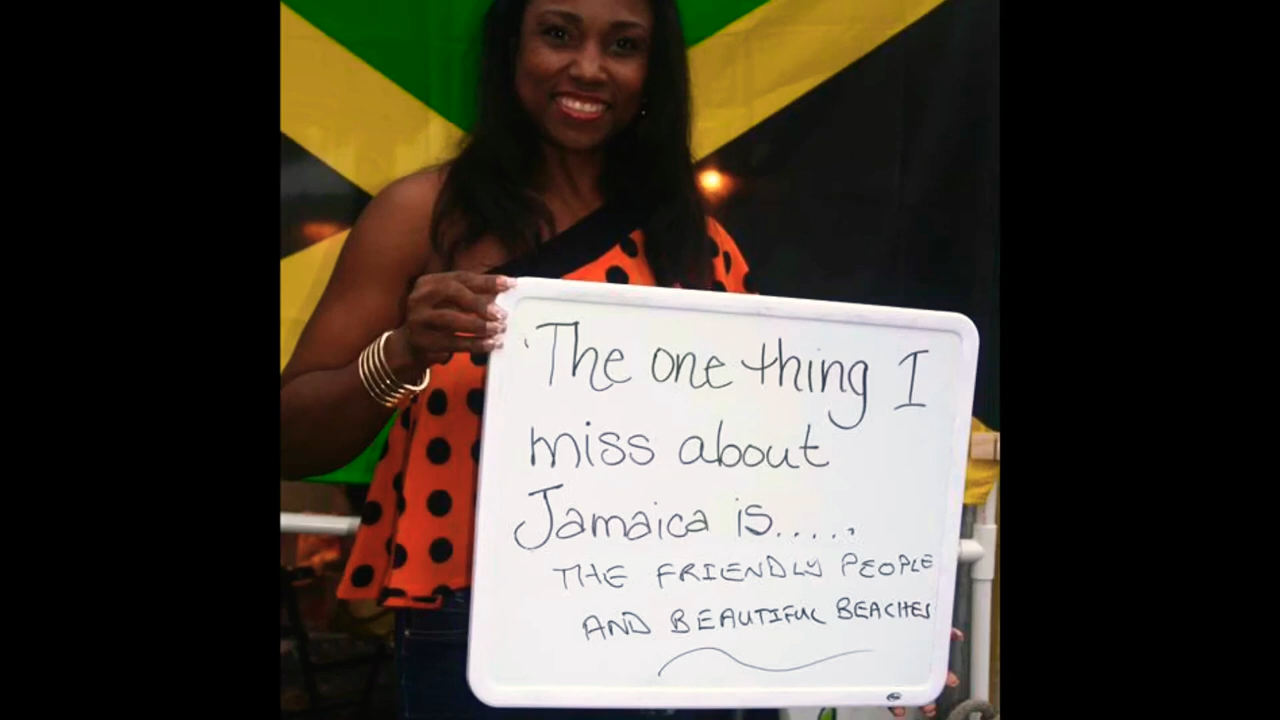 'The one thing I
miss about
Jamaica is.....
THE FRIENDLY PEOPLE
AND BEAUTIFUL BEACHES